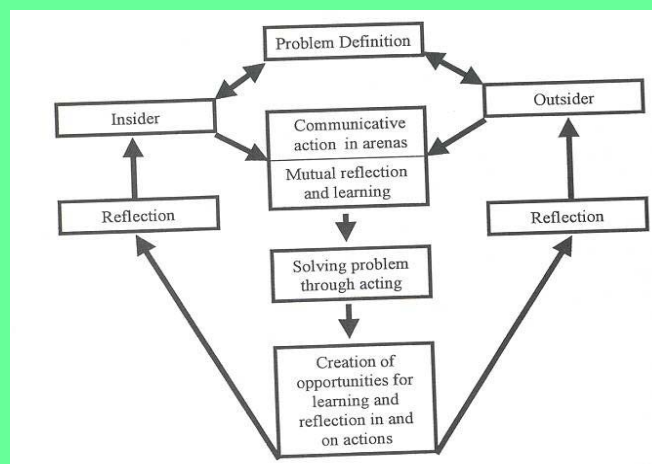 Problem Definition
Insider
Outsider
Communicative
action in arenas
Mutual reflection
and learning
Reflection
Reflection
Solving problem
through acting
Creation of
opportunities for
learning and
reflection in and
on actions